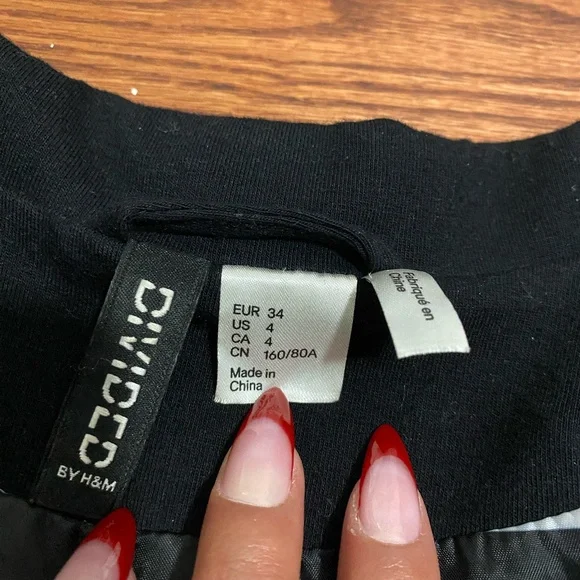 DIVIDED
BY H&M
EUR 34
US 4
CA 4
CN 160/80A
Made in
China
Fabriqué en
Chine